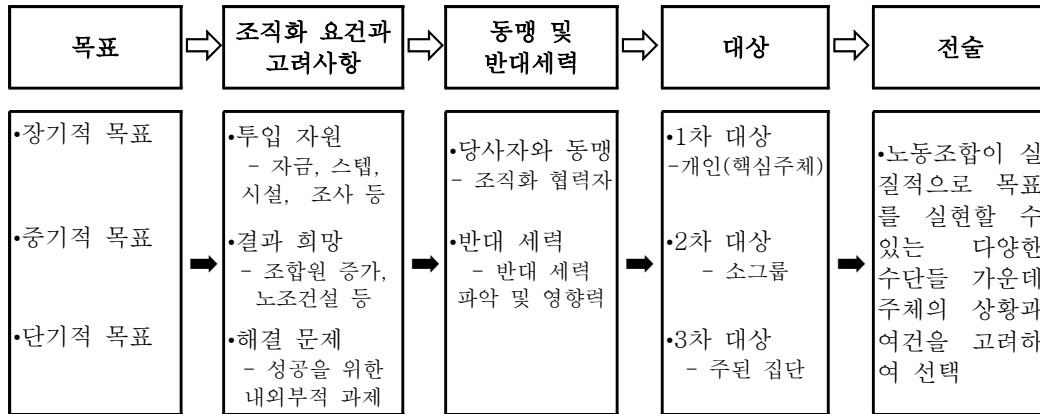 목표
조직화 요건과
고려사항
동맹 및
반대세력
대상
전술
•장기적 목표
•중기적 목표
•단기적 목표
•투입 자원
- 자금, 스텝,
시설, 조사 등
•결과 희망
- 조합원 증가,
노조건설 등
•해결 문제
- 성공을 위한
내외부적 과제
•당사자와 동맹
- 조직화 협력자
•반대 세력
- 반대 세력
파악 및 영향력
•1차 대상
-개인(핵심주체)
•2차 대상
- 소그룹
•3차 대상
- 주된 집단
•노동조합이 실
질적으로 목표
를 실현할 수
있는 다양한
수단들 가운데
주체의 상황과
여건을 고려하
여 선택